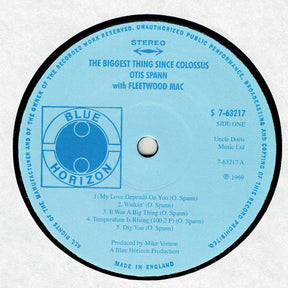 ALL RIGHTS OF THE MANUFACTURER AND OF THE OWNER OF THE RECORDED WORK RESERVED. UNAUTHORISED PUBLIC PERFORMANCE, BROADCASTING AND COPYING OF THIS RECORD PROHIBITED.
STEREO
THE BIGGEST THING SINCE COLOSSUS
OTIS SPANN
with FLEETWOOD MAC
S 7-63217
SIDE ONE
BLUE
HORIZON
Uncle Doris
Music Ltd
7-63217 A
℗ 1969
1. My Love Depends On You (O. Spann)
2. Walkin' (O. Spann)
3. It Was A Big Thing (O. Spann)
4. Temperature Is Rising (100.2 F) (O. Spann)
5. Dig You (O. Spann)
Produced by Mike Vernon
A Blue Horizon Production
MADE IN ENGLAND